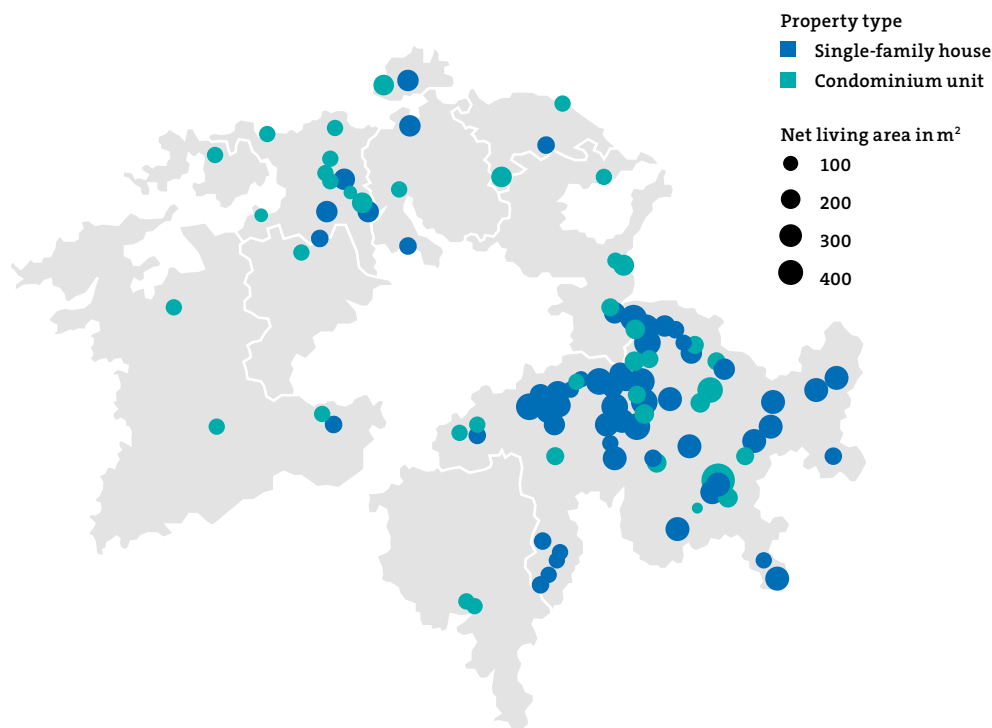 Property type
Single-family house
Condominium unit
Net living area in m²
100
200
300
400